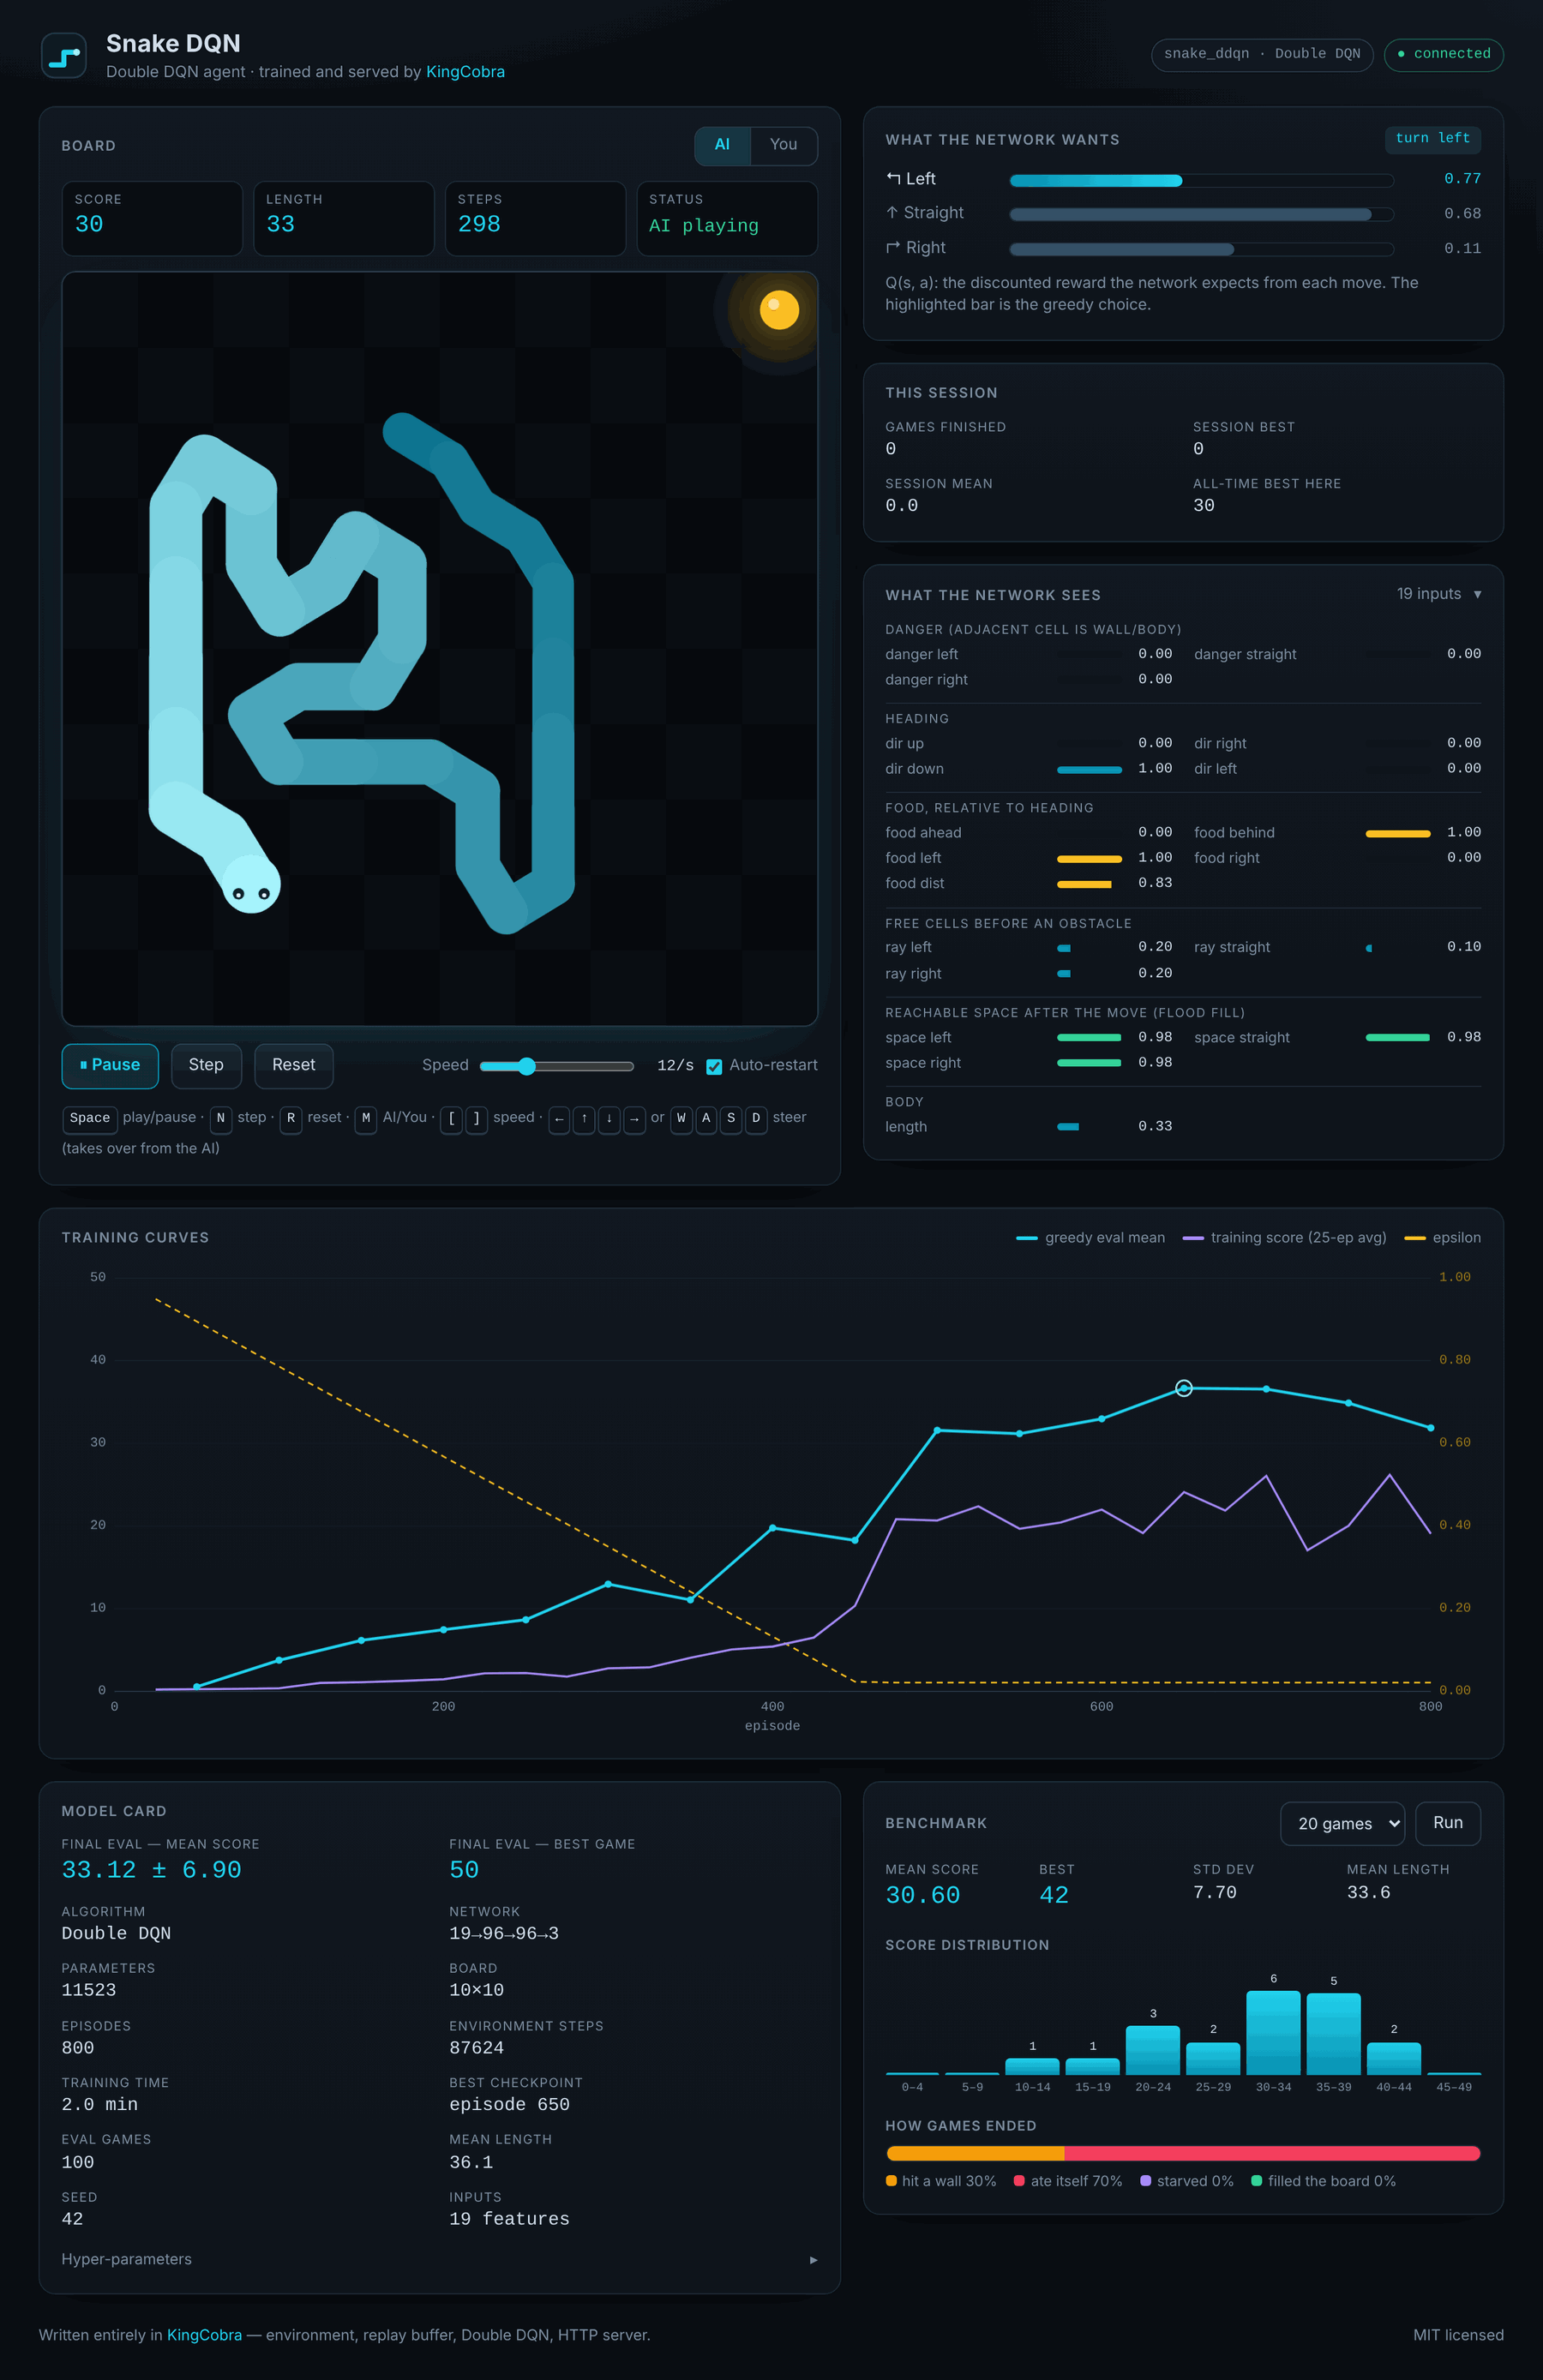 Snake DQN
Double DQN agent · trained and served by KingCobra
snake_ddqn · Double DQN
● connected
BOARD
AI You
SCORE
30
LENGTH
33
STEPS
298
STATUS
AI playing
Pause
Step
Reset
Speed
12/s
Auto-restart
Space play/pause · N step · R reset · M AI/You · [ ] speed · ← ↑ ↓ → or W A S D steer
(takes over from the AI)
WHAT THE NETWORK WANTS
turn left
↰ Left 0.77
↑ Straight 0.68
↱ Right 0.11
Q(s, a): the discounted reward the network expects from each move. The
highlighted bar is the greedy choice.
THIS SESSION
GAMES FINISHED
0
SESSION BEST
0
SESSION MEAN
0.0
ALL-TIME BEST HERE
30
WHAT THE NETWORK SEES
19 inputs ▾
DANGER (ADJACENT CELL IS WALL/BODY)
danger left 0.00 danger straight 0.00
danger right 0.00
HEADING
dir up 0.00 dir right 0.00
dir down 1.00 dir left 0.00
FOOD, RELATIVE TO HEADING
food ahead 0.00 food behind 1.00
food left 1.00 food right 0.00
food dist 0.83
FREE CELLS BEFORE AN OBSTACLE
ray left 0.20 ray straight 0.10
ray right 0.20
REACHABLE SPACE AFTER THE MOVE (FLOOD FILL)
space left 0.98 space straight 0.98
space right 0.98
BODY
length 0.33
TRAINING CURVES
greedy eval mean training score (25-ep avg) epsilon
50 1.00
40 0.80
30 0.60
20 0.40
10 0.20
0 0.00
0 200 400 600 800
episode
MODEL CARD
FINAL EVAL — MEAN SCORE
33.12 ± 6.90
FINAL EVAL — BEST GAME
50
ALGORITHM
Double DQN
NETWORK
19→96→96→3
PARAMETERS
11523
BOARD
10×10
EPISODES
800
ENVIRONMENT STEPS
87624
TRAINING TIME
2.0 min
BEST CHECKPOINT
episode 650
EVAL GAMES
100
MEAN LENGTH
36.1
SEED
42
INPUTS
19 features
Hyper-parameters ▸
BENCHMARK
20 games
Run
MEAN SCORE
30.60
BEST
42
STD DEV
7.70
MEAN LENGTH
33.6
SCORE DISTRIBUTION
1 1 3 2 6 5 2
0–4 5–9 10–14 15–19 20–24 25–29 30–34 35–39 40–44 45–49
HOW GAMES ENDED
hit a wall 30% ate itself 70% starved 0% filled the board 0%
Written entirely in KingCobra — environment, replay buffer, Double DQN, HTTP server.
MIT licensed